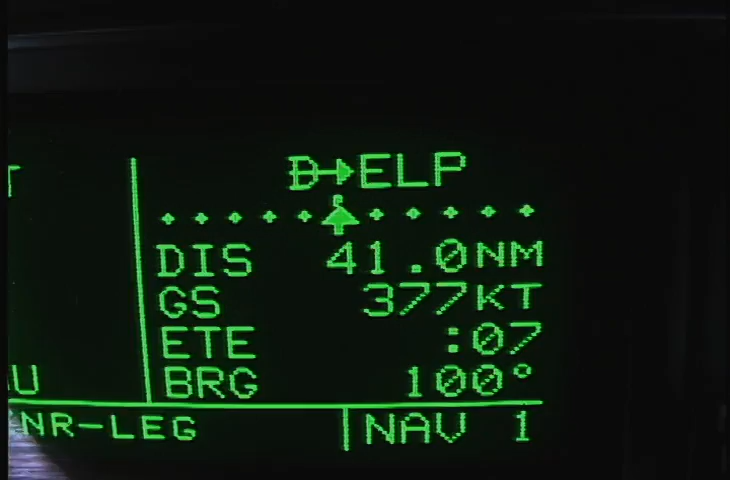 T
D→ELP
DIS 41.0NM
GS 377KT
ETE :07
U BRG 100°
NR-LEG NAV 1